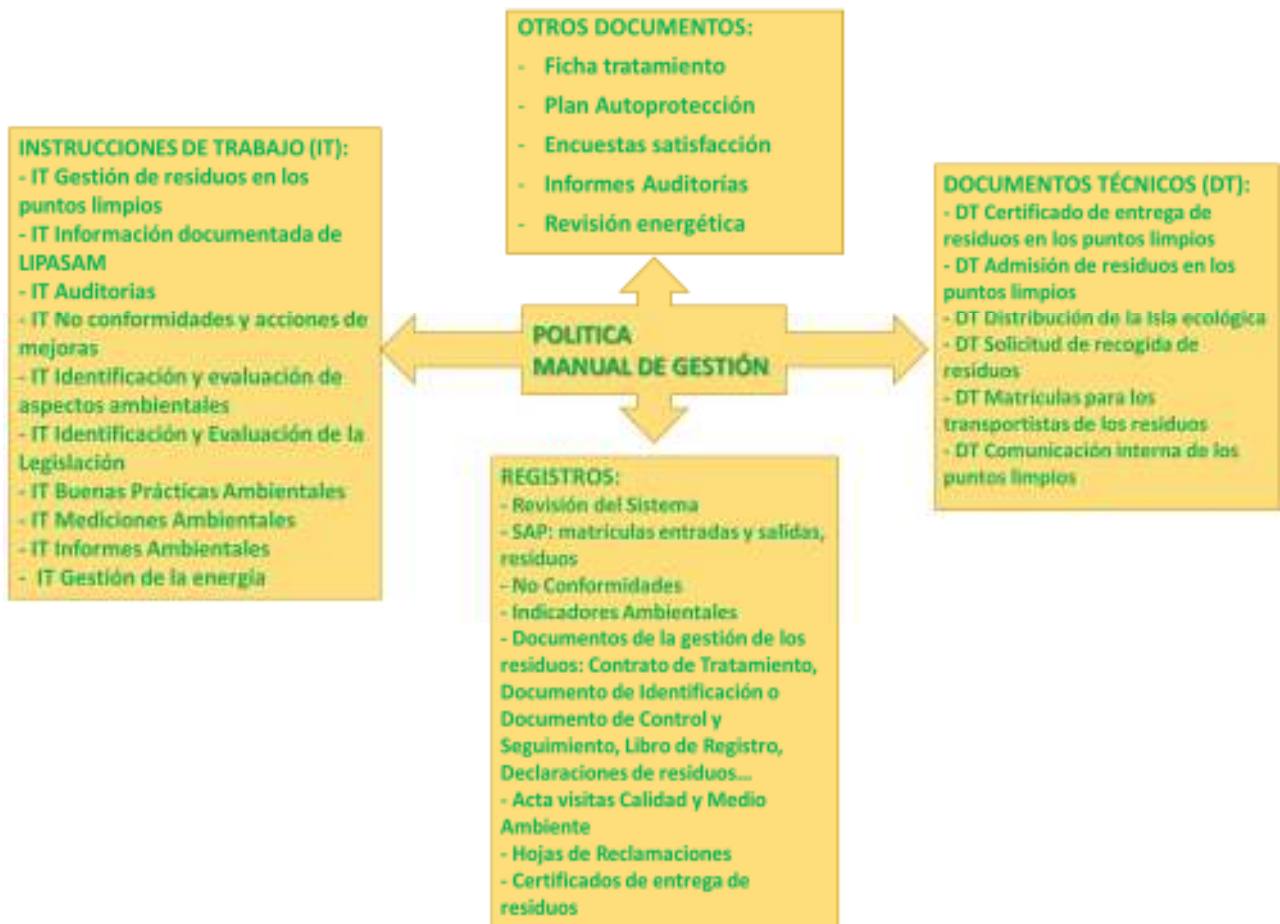 OTROS DOCUMENTOS:
- Ficha tratamiento
- Plan Autoprotección
- Encuestas satisfacción
- Informes Auditorías
- Revisión energética
INSTRUCCIONES DE TRABAJO (IT):
- IT Gestión de residuos en los
puntos limpios
- IT Información documentada de
LIPASAM
- IT Auditorias
- IT No conformidades y acciones de
mejoras
- IT Identificación y evaluación de
aspectos ambientales
- IT Identificación y Evaluación de la
Legislación
- IT Buenas Prácticas Ambientales
- IT Mediciones Ambientales
- IT Informes Ambientales
- IT Gestión de la energía
POLITICA
MANUAL DE GESTIÓN
DOCUMENTOS TÉCNICOS (DT):
- DT Certificado de entrega de
residuos en los puntos limpios
- DT Admisión de residuos en los
puntos limpios
- DT Distribución de la Isla ecológica
- DT Solicitud de recogida de
residuos
- DT Matrículas para los
transportistas de los residuos
- DT Comunicación interna de los
puntos limpios
REGISTROS:
- Revisión del Sistema
- SAP: matrículas entradas y salidas,
residuos
- No Conformidades
- Indicadores Ambientales
- Documentos de la gestión de los
residuos: Contrato de Tratamiento,
Documento de Identificación o
Documento de Control y
Seguimiento, Libro de Registro,
Declaraciones de residuos...
- Acta visitas Calidad y Medio
Ambiente
- Hojas de Reclamaciones
- Certificados de entrega de
residuos